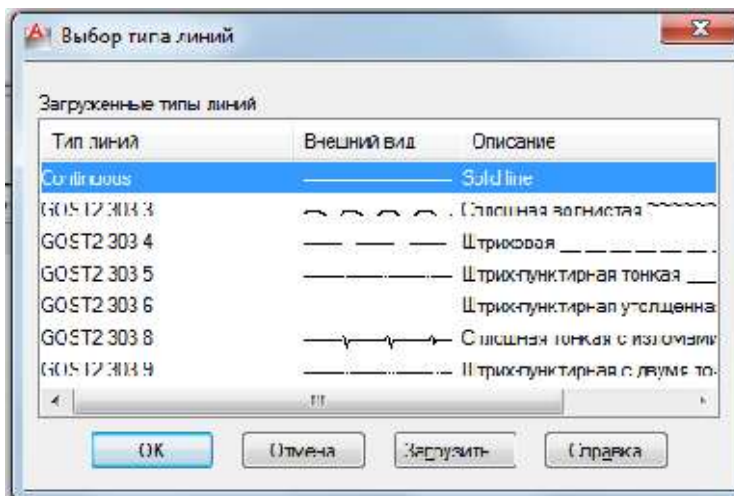 Выбор типа линий
Загруженные типы линий
Тип линий Внешний вид Описание
Continuous Solid line
GOST2.303 3 Сплошная волнистая
GOST2.303 4 Штриховая
GOST2.303 5 Штрих-пунктирная тонкая
GOST2.303 6 Штрих-пунктирная утолщенна
GOST2.303 8 Сплошная тонкая с изломами
GOST2.303 9 Штрих-пунктирная с двумя то
OK Отмена Загрузить Справка